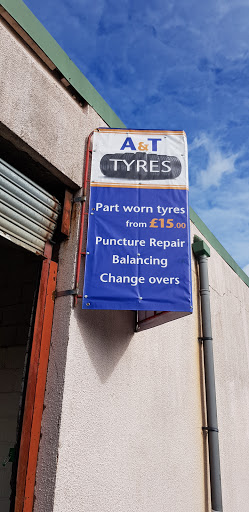 A&T
TYRES
Part worn tyres
from £15.00
Puncture Repair
Balancing
Change overs